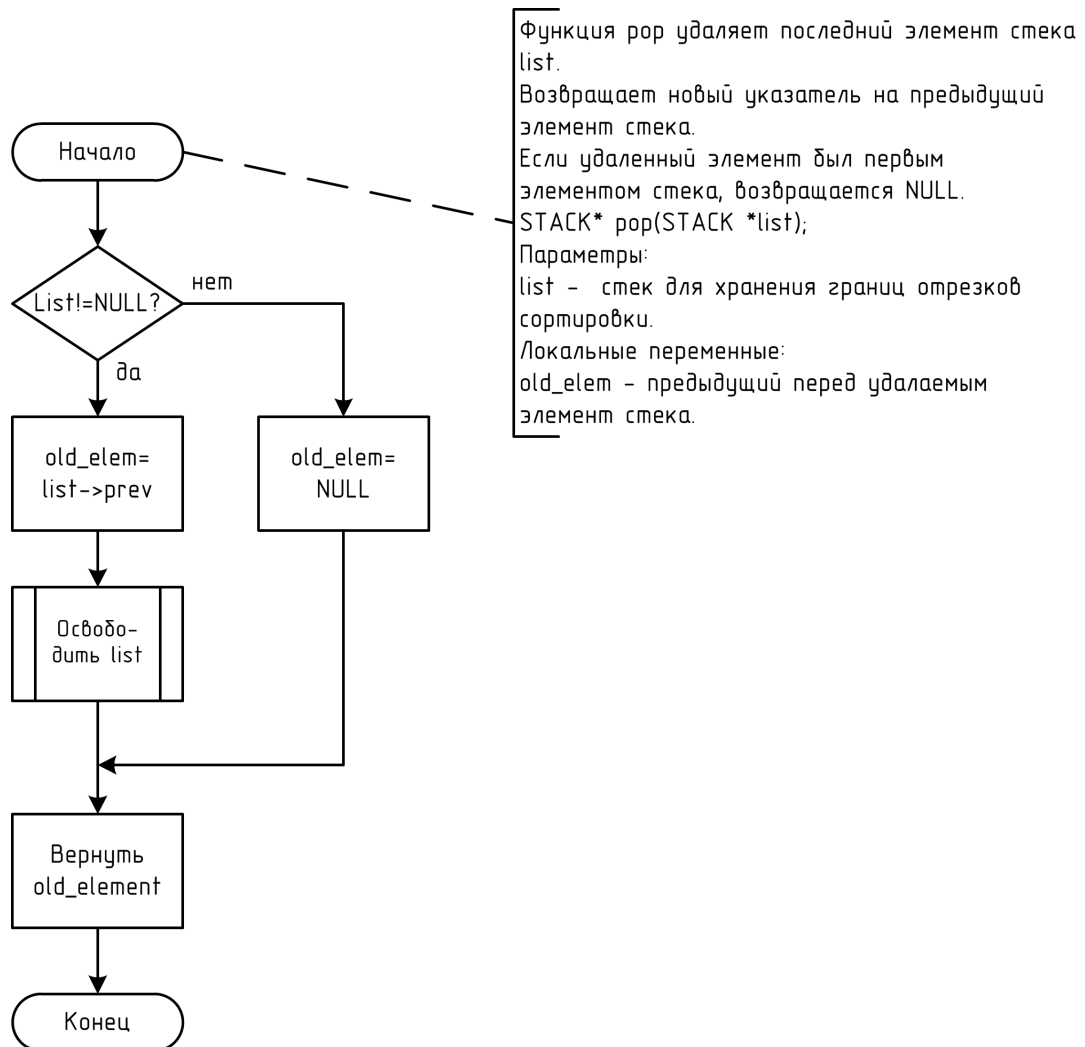 Функция pop удаляет последний элемент стека
list.
Возвращает новый указатель на предыдущий
элемент стека.
Если удаленный элемент был первым
элементом стека, возвращается NULL.
STACK* pop(STACK *list);
Параметры:
list - стек для хранения границ отрезков
сортировки.
Локальные переменные:
old_elem - предыдущий перед удалаемым
элемент стека.
Начало
List!=NULL?
нет
да
old_elem=
list->prev
old_elem=
NULL
Освобо-
дить list
Вернуть
old_element
Конец